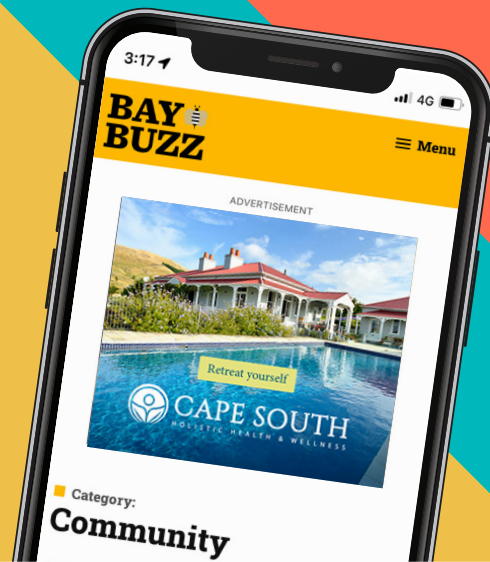 3:17
4G
BAY
BUZZ
Menu
ADVERTISEMENT
Retreat yourself
CAPE SOUTH
HOLISTIC HEALTH & WELLNESS
Category:
Community